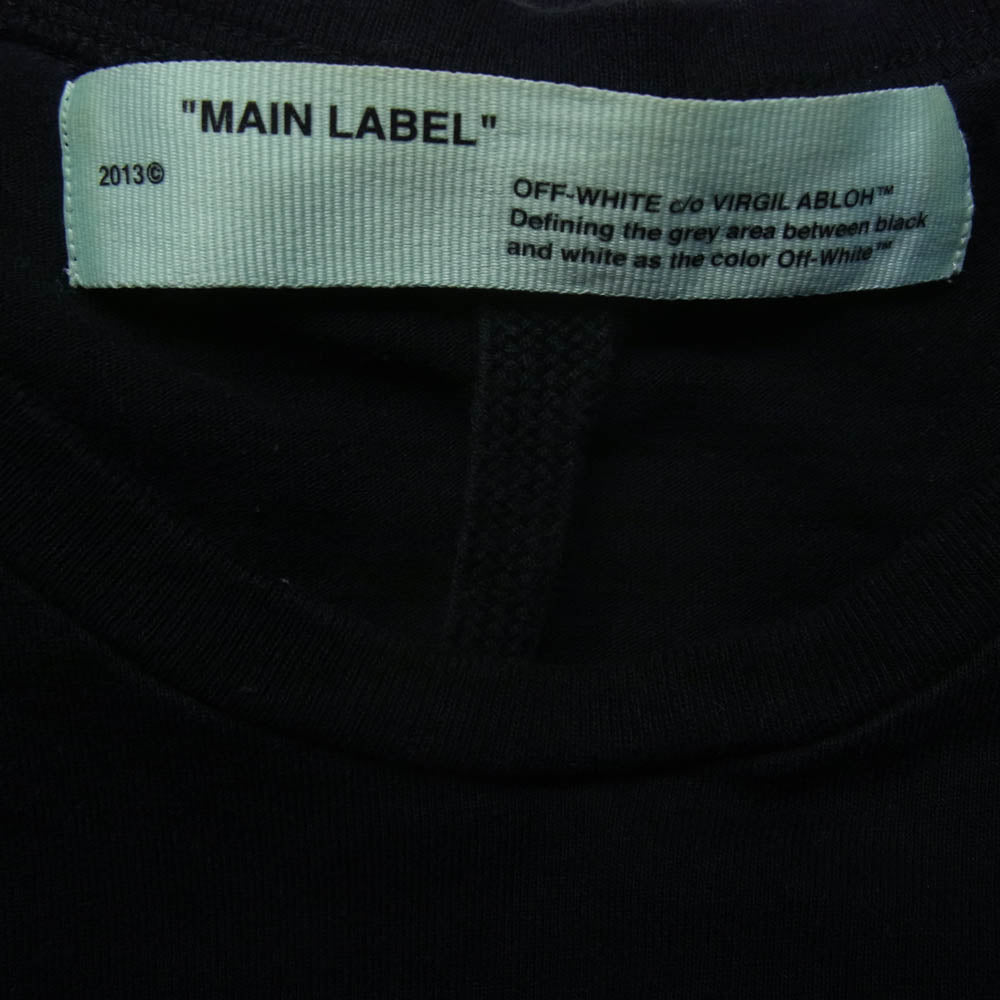 "MAIN LABEL"
2013©
OFF-WHITE c/o VIRGIL ABLOH™
Defining the grey area between black
and white as the color Off-White™